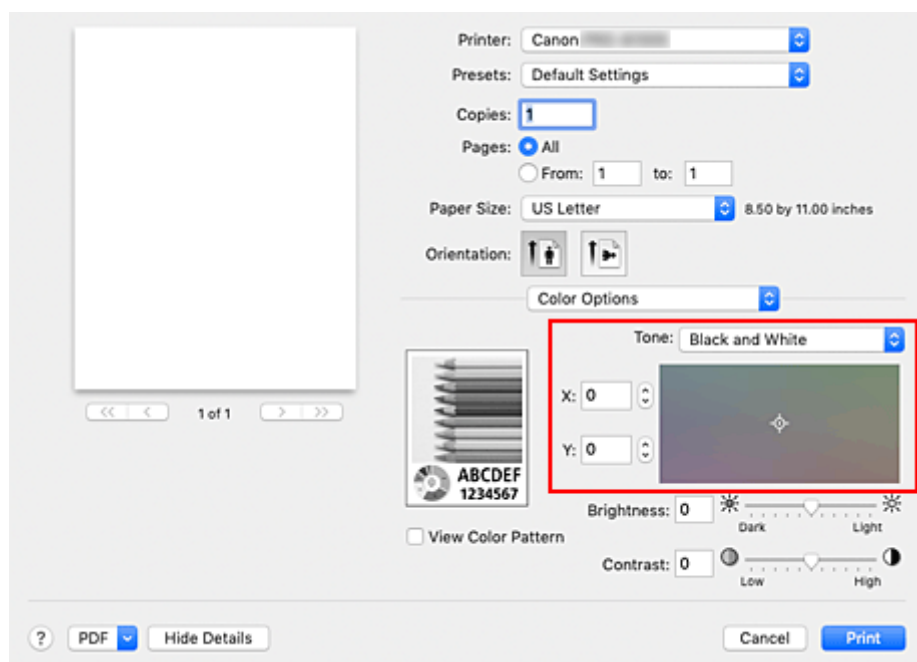 Printer: Canon
Presets: Default Settings
Copies: 1
Pages: All
From: 1 to: 1
Paper Size: US Letter 8.50 by 11.00 inches
Orientation:
Color Options
Tone: Black and White
X: 0
Y: 0
1 of 1
ABCDEF
1234567
Brightness: 0
Dark Light
View Color Pattern
Contrast: 0
Low High
? PDF Hide Details Cancel Print